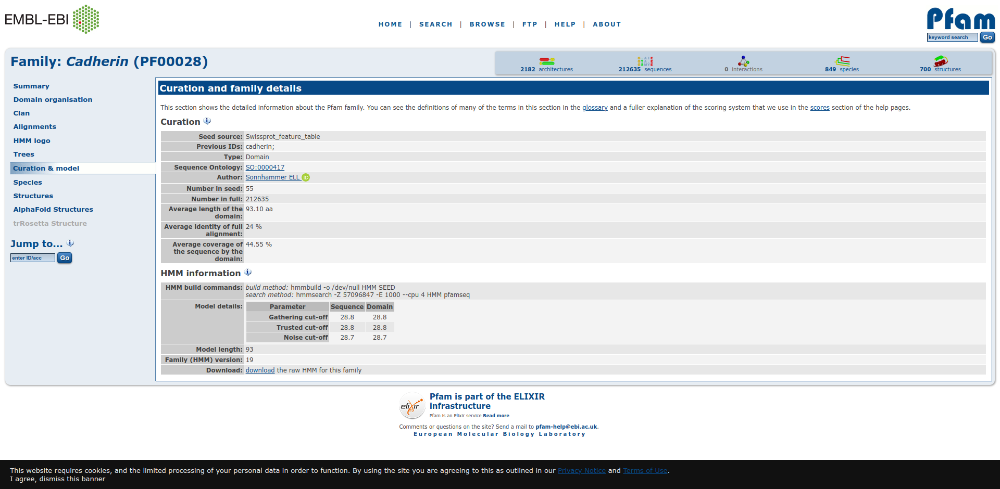 EMBL-EBI
HOME | SEARCH | BROWSE | FTP | HELP | ABOUT
Pfam
keyword search Go
Family: Cadherin (PF00028)
2182 architectures
212635 sequences
0 interactions
849 species
700 structures
Summary
Domain organisation
Clan
Alignments
HMM logo
Trees
Curation & model
Species
Structures
AlphaFold Structures
trRosetta Structure
Jump to...
enter ID/acc Go
Curation and family details
This section shows the detailed information about the Pfam family. You can see the definitions of many of the terms in this section in the glossary and a fuller explanation of the scoring system that we use in the scores section of the help pages.
Curation
Seed source: Swissprot_feature_table
Previous IDs: cadherin;
Type: Domain
Sequence Ontology: SO:0000417
Author: Sonnhammer ELL iD
Number in seed: 55
Number in full: 212635
Average length of the 93.10 aa
domain:
Average identity of full 24 %
alignment:
Average coverage of 44.55 %
the sequence by the
domain:
HMM information
HMM build commands: build method: hmmbuild -o /dev/null HMM SEED
search method: hmmsearch -Z 57096847 -E 1000 --cpu 4 HMM pfamseq
Model details: Parameter Sequence Domain
Gathering cut-off 28.8 28.8
Trusted cut-off 28.8 28.8
Noise cut-off 28.7 28.7
Model length: 93
Family (HMM) version: 19
Download: download the raw HMM for this family
elixir
Pfam is part of the ELIXIR
infrastructure
Pfam is an Elixir service Read more
Comments or questions on the site? Send a mail to pfam-help@ebi.ac.uk.
European Molecular Biology Laboratory
This website requires cookies, and the limited processing of your personal data in order to function. By using the site you are agreeing to this as outlined in our Privacy Notice and Terms of Use.
I agree, dismiss this banner